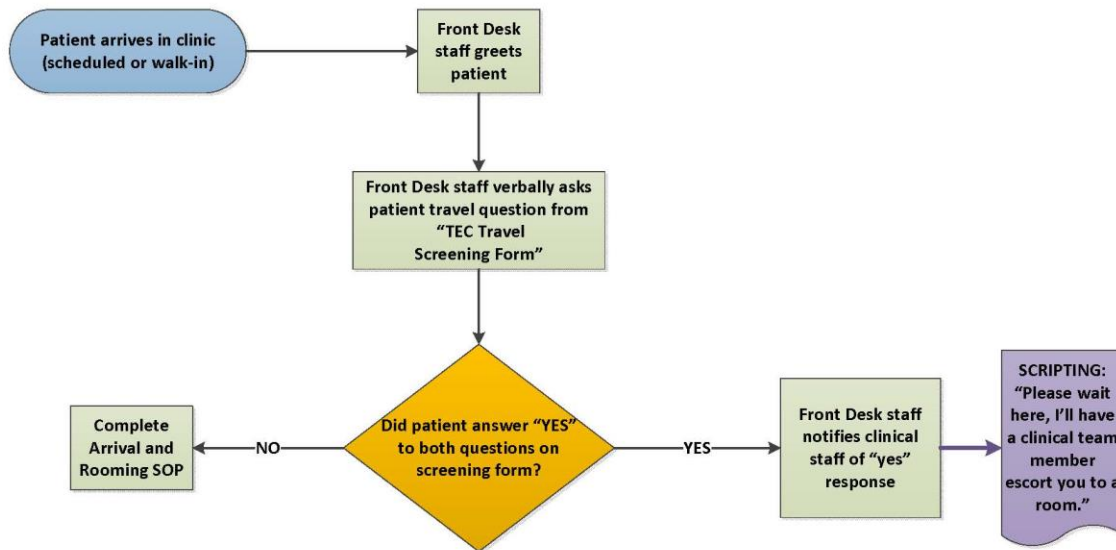 Patient arrives in clinic
(scheduled or walk-in)
Front Desk
staff greets
patient
Front Desk staff verbally asks
patient travel question from
“TEC Travel
Screening Form”
Did patient answer “YES”
to both questions on
screening form?
NO
Complete
Arrival and
Rooming SOP
YES
Front Desk staff
notifies clinical
staff of “yes”
response
SCRIPTING:
“Please wait
here, I’ll have
a clinical team
member
escort you to a
room.”